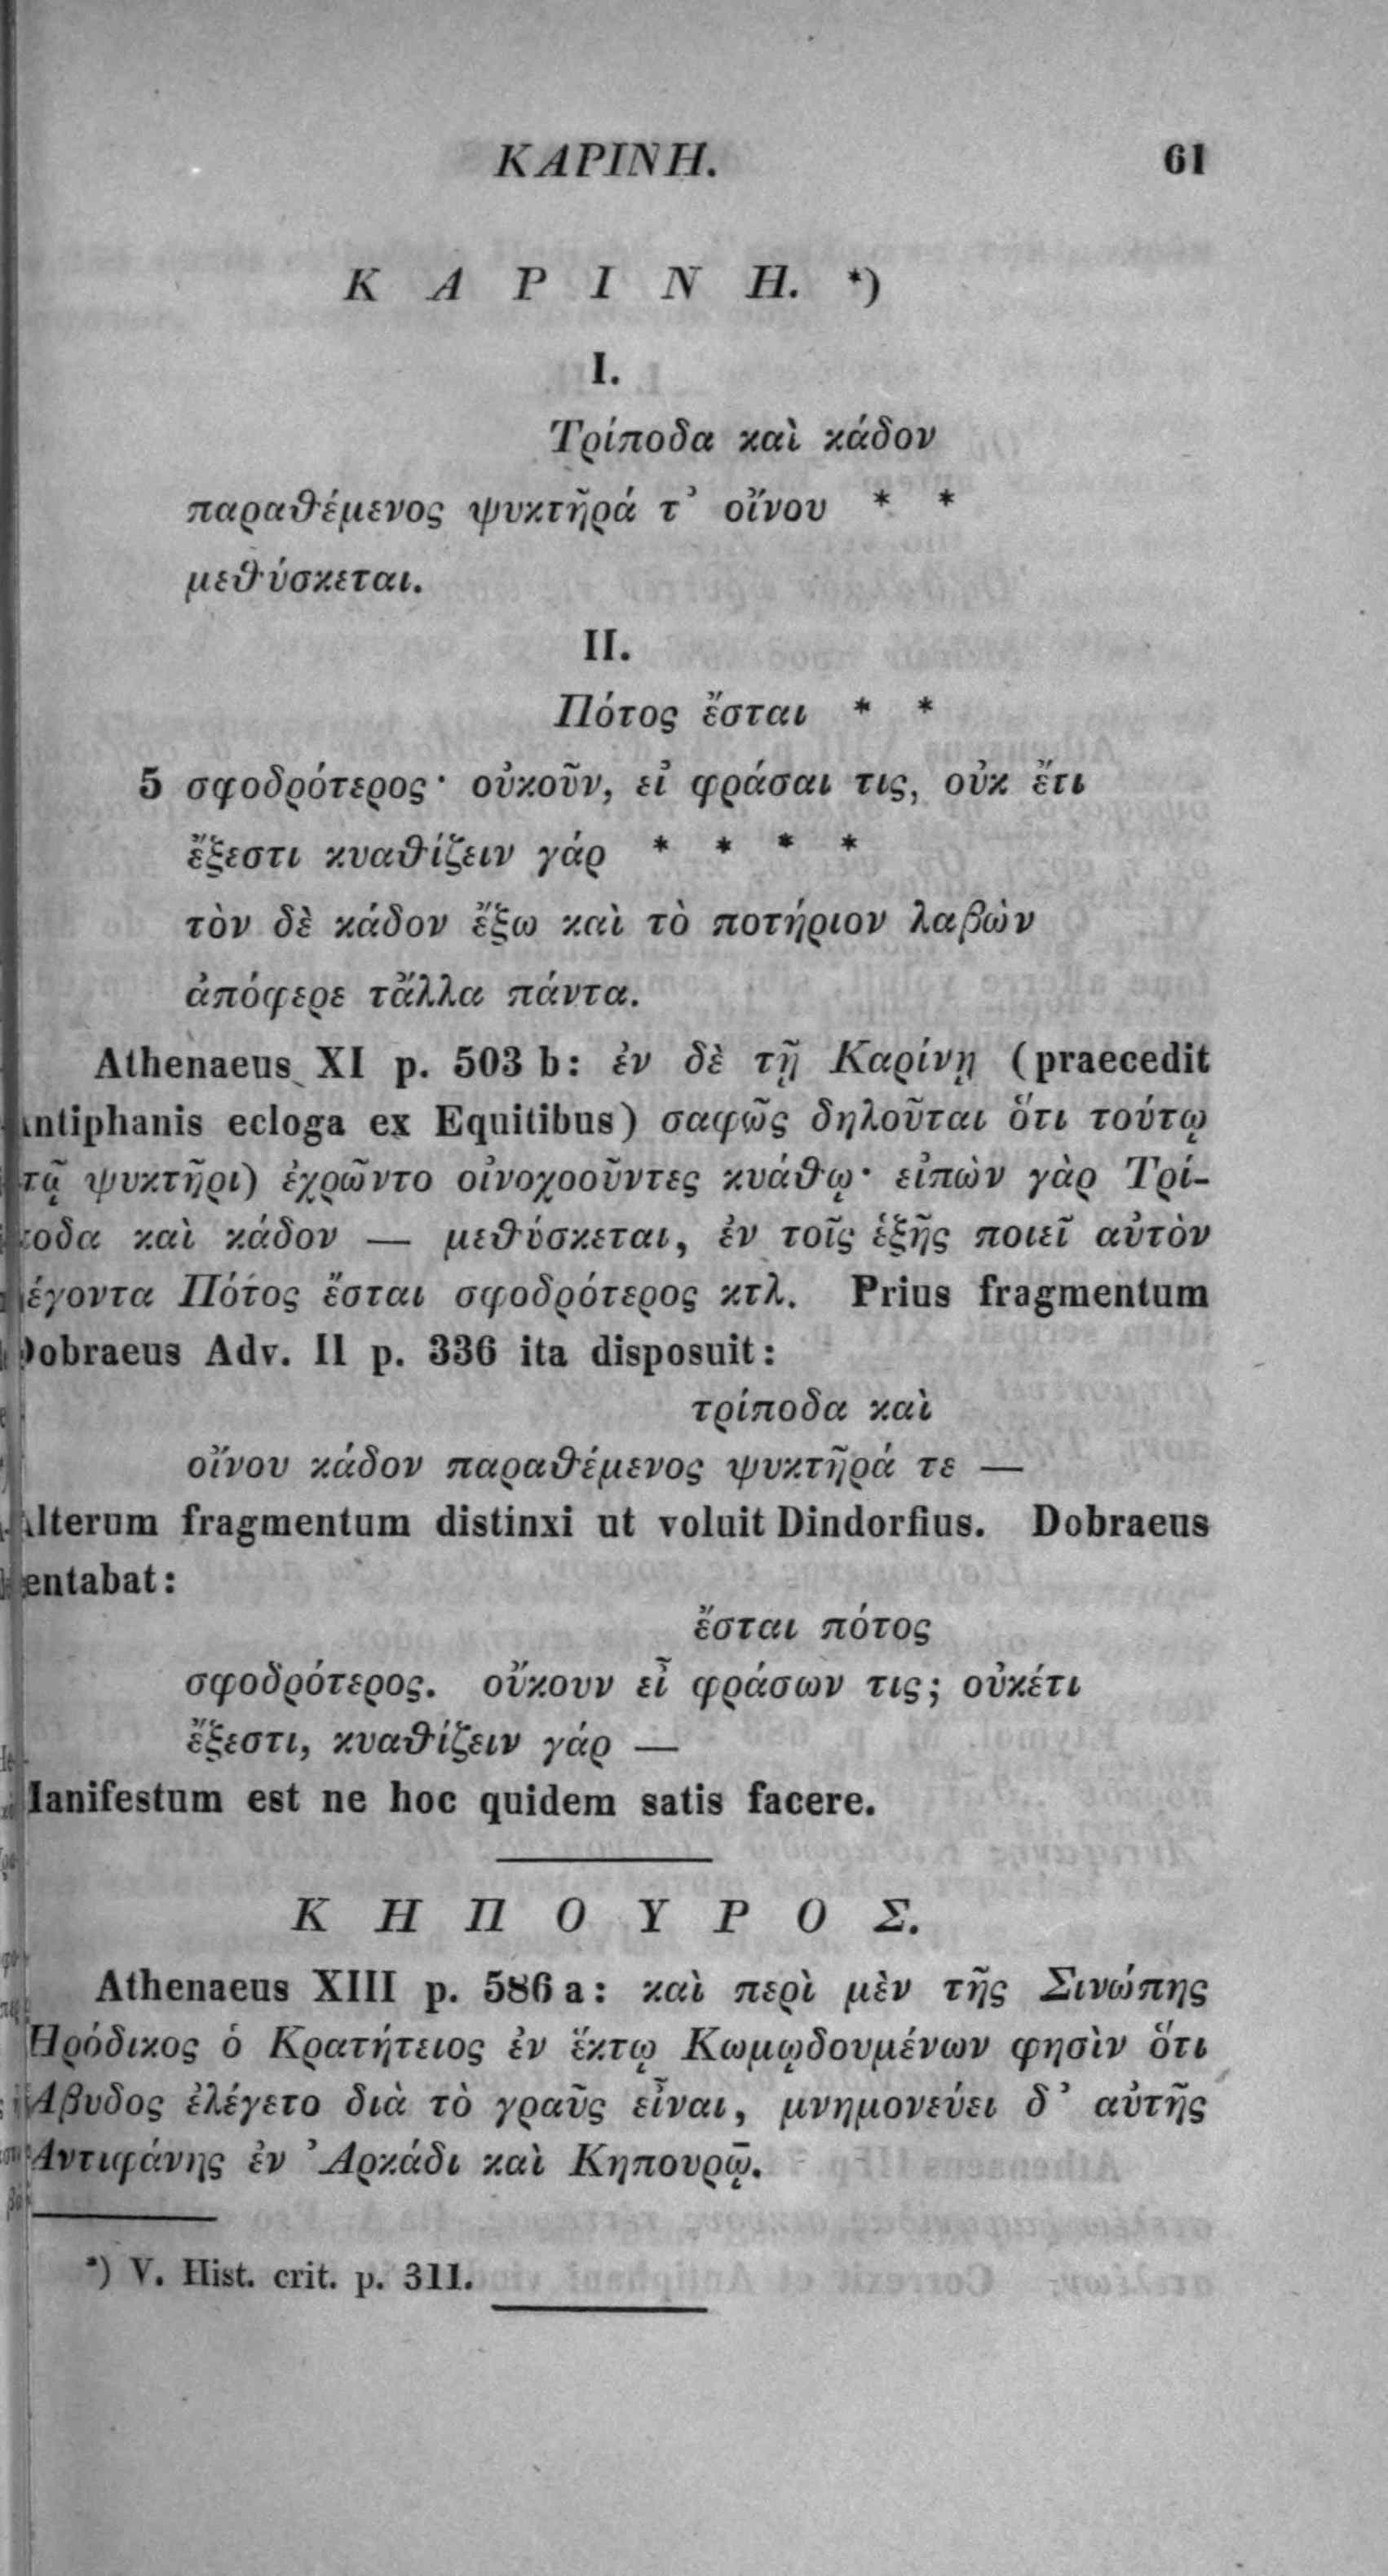 ΚΑΡΙΝΗ. 61
Κ Α Ρ Ι Ν Η. *)
I.
Τρίποδα καὶ κάδον
παραθέμενος ψυκτῆρά τ’ οἴνου * *
μεθύσκεται.
II.
Πότος ἔσται * *
5 σφοδρότερος· οὐκοῦν, εἰ φράσαι τις, οὐκ ἔτι
ἔξεστι κυαθίζειν γάρ * * * *
τὸν δὲ κάδον ἔξω καὶ τὸ ποτήριον λαβὼν
ἀπόφερε τἄλλα πάντα.
Athenaeus XI p. 503 b: ἐν δὲ τῇ Καρίνῃ (praecedit
ntiphanis ecloga ex Equitibus) σαφῶς δηλοῦται ὅτι τούτῳ
τῷ ψυκτῆρι) ἐχρῶντο οἰνοχοοῦντες κυάθῳ· εἰπὼν γὰρ Τρί-
οδα καὶ κάδον — μεθύσκεται, ἐν τοῖς ἑξῆς ποιεῖ αὐτὸν
έγοντα Πότος ἔσται σφοδρότερος κτλ. Prius fragmentum
obraeus Adv. II p. 336 ita disposuit:
τρίποδα καὶ
οἴνου κάδον παραθέμενος ψυκτῆρά τε —
lterum fragmentum distinxi ut voluit Dindorfius. Dobraeus
entabat:
ἔσται πότος
σφοδρότερος. οὔκουν εἶ φράσων τις; οὐκέτι
ἔξεστι, κυαθίζειν γάρ —
anifestum est ne hoc quidem satis facere.
Κ Η Π Ο Υ Ρ Ο Σ.
Athenaeus XIII p. 586 a: καὶ περὶ μὲν τῆς Σινώπης
Ἡρόδικος ὁ Κρατήτειος ἐν ἕκτῳ Κωμῳδουμένων φησὶν ὅτι
Ἄβυδος ἐλέγετο διὰ τὸ γραῦς εἶναι, μνημονεύει δ’ αὐτῆς
Ἀντιφάνης ἐν Ἀρκάδι καὶ Κηπουρῷ.
*) V. Hist. crit. p. 311.